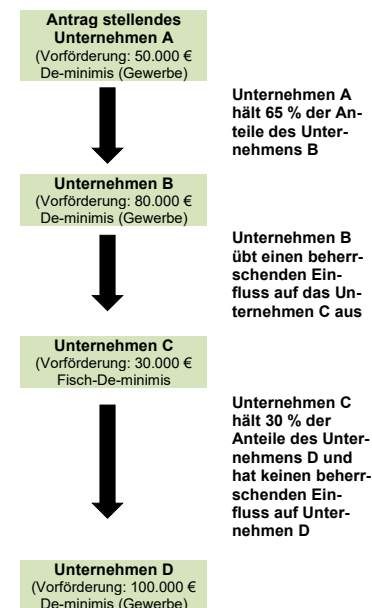 Antrag stellendes
Unternehmen A
(Vorförderung: 50.000 €
De-minimis (Gewerbe)
Unternehmen A
hält 65 % der An-
teile des Unter-
nehmens B
Unternehmen B
(Vorförderung: 80.000 €
De-minimis (Gewerbe)
Unternehmen B
übt einen beherr-
schenden Ein-
fluss auf das Un-
ternehmen C aus
Unternehmen C
(Vorförderung: 30.000 €
Fisch-De-minimis
Unternehmen C
hält 30 % der
Anteile des Unter-
nehmens D und
hat keinen beherr-
schenden Ein-
fluss auf Unter-
nehmen D
Unternehmen D
(Vorförderung: 100.000 €
De-minimis (Gewerbe)